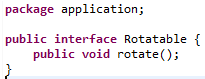 package application;
public interface Rotatable {
public void rotate();
}